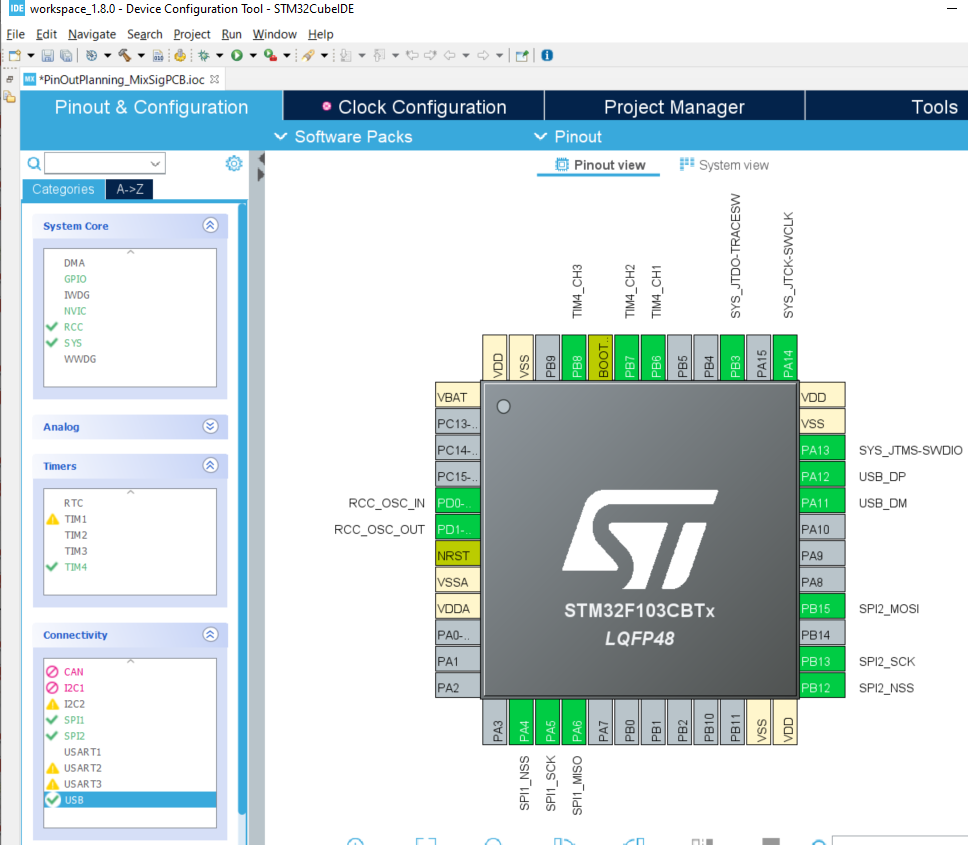 IDE workspace_1.8.0 - Device Configuration Tool - STM32CubeIDE
File Edit Navigate Search Project Run Window Help
MX *PinOutPlanning_MixSigPCB.ioc
Pinout & Configuration
Clock Configuration
Project Manager
Tools
Software Packs
Pinout
Pinout view
System view
Categories
A->Z
System Core
DMA
GPIO
IWDG
NVIC
RCC
SYS
WWDG
Analog
Timers
RTC
TIM1
TIM2
TIM3
TIM4
Connectivity
CAN
I2C1
I2C2
SPI1
SPI2
USART1
USART2
USART3
USB
TIM4_CH3
TIM4_CH2
TIM4_CH1
SYS_JTDO-TRACESW
SYS_JTCK-SWCLK
VDD
VSS
PB9
PB8
BOOT..
PB7
PB6
PB5
PB4
PB3
PA15
PA14
VBAT
PC13-..
PC14-..
PC15-..
RCC_OSC_IN PD0-..
RCC_OSC_OUT PD1-..
NRST
VSSA
VDDA
PA0-..
PA1
PA2
STM32F103CBTx
LQFP48
VDD
VSS
PA13 SYS_JTMS-SWDIO
PA12 USB_DP
PA11 USB_DM
PA10
PA9
PA8
PB15 SPI2_MOSI
PB14
PB13 SPI2_SCK
PB12 SPI2_NSS
PA3
PA4
PA5
PA6
PA7
PB0
PB1
PB2
PB10
PB11
VSS
VDD
SPI1_NSS
SPI1_SCK
SPI1_MISO